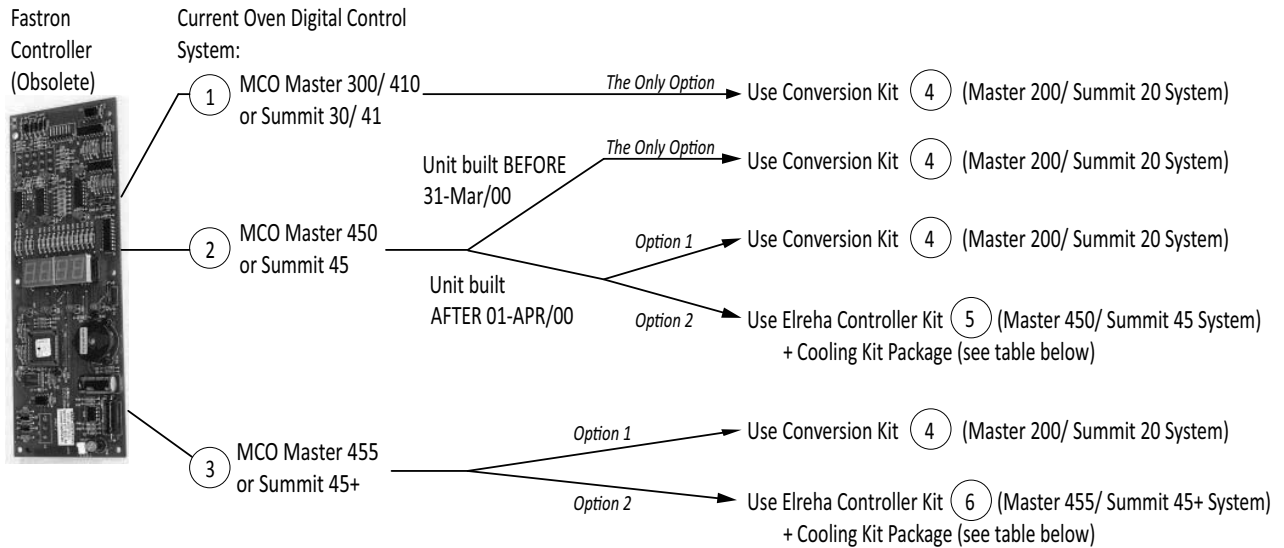 Fastron
Controller
(Obsolete)
Current Oven Digital Control
System:
1 MCO Master 300/ 410
or Summit 30/ 41
The Only Option
Use Conversion Kit 4 (Master 200/ Summit 20 System)
Unit built BEFORE
31-Mar/00
The Only Option
Use Conversion Kit 4 (Master 200/ Summit 20 System)
2 MCO Master 450
or Summit 45
Option 1
Use Conversion Kit 4 (Master 200/ Summit 20 System)
Unit built
AFTER 01-APR/00
Option 2
Use Elreha Controller Kit 5 (Master 450/ Summit 45 System)
+ Cooling Kit Package (see table below)
3 MCO Master 455
or Summit 45+
Option 1
Use Conversion Kit 4 (Master 200/ Summit 20 System)
Option 2
Use Elreha Controller Kit 6 (Master 455/ Summit 45+ System)
+ Cooling Kit Package (see table below)